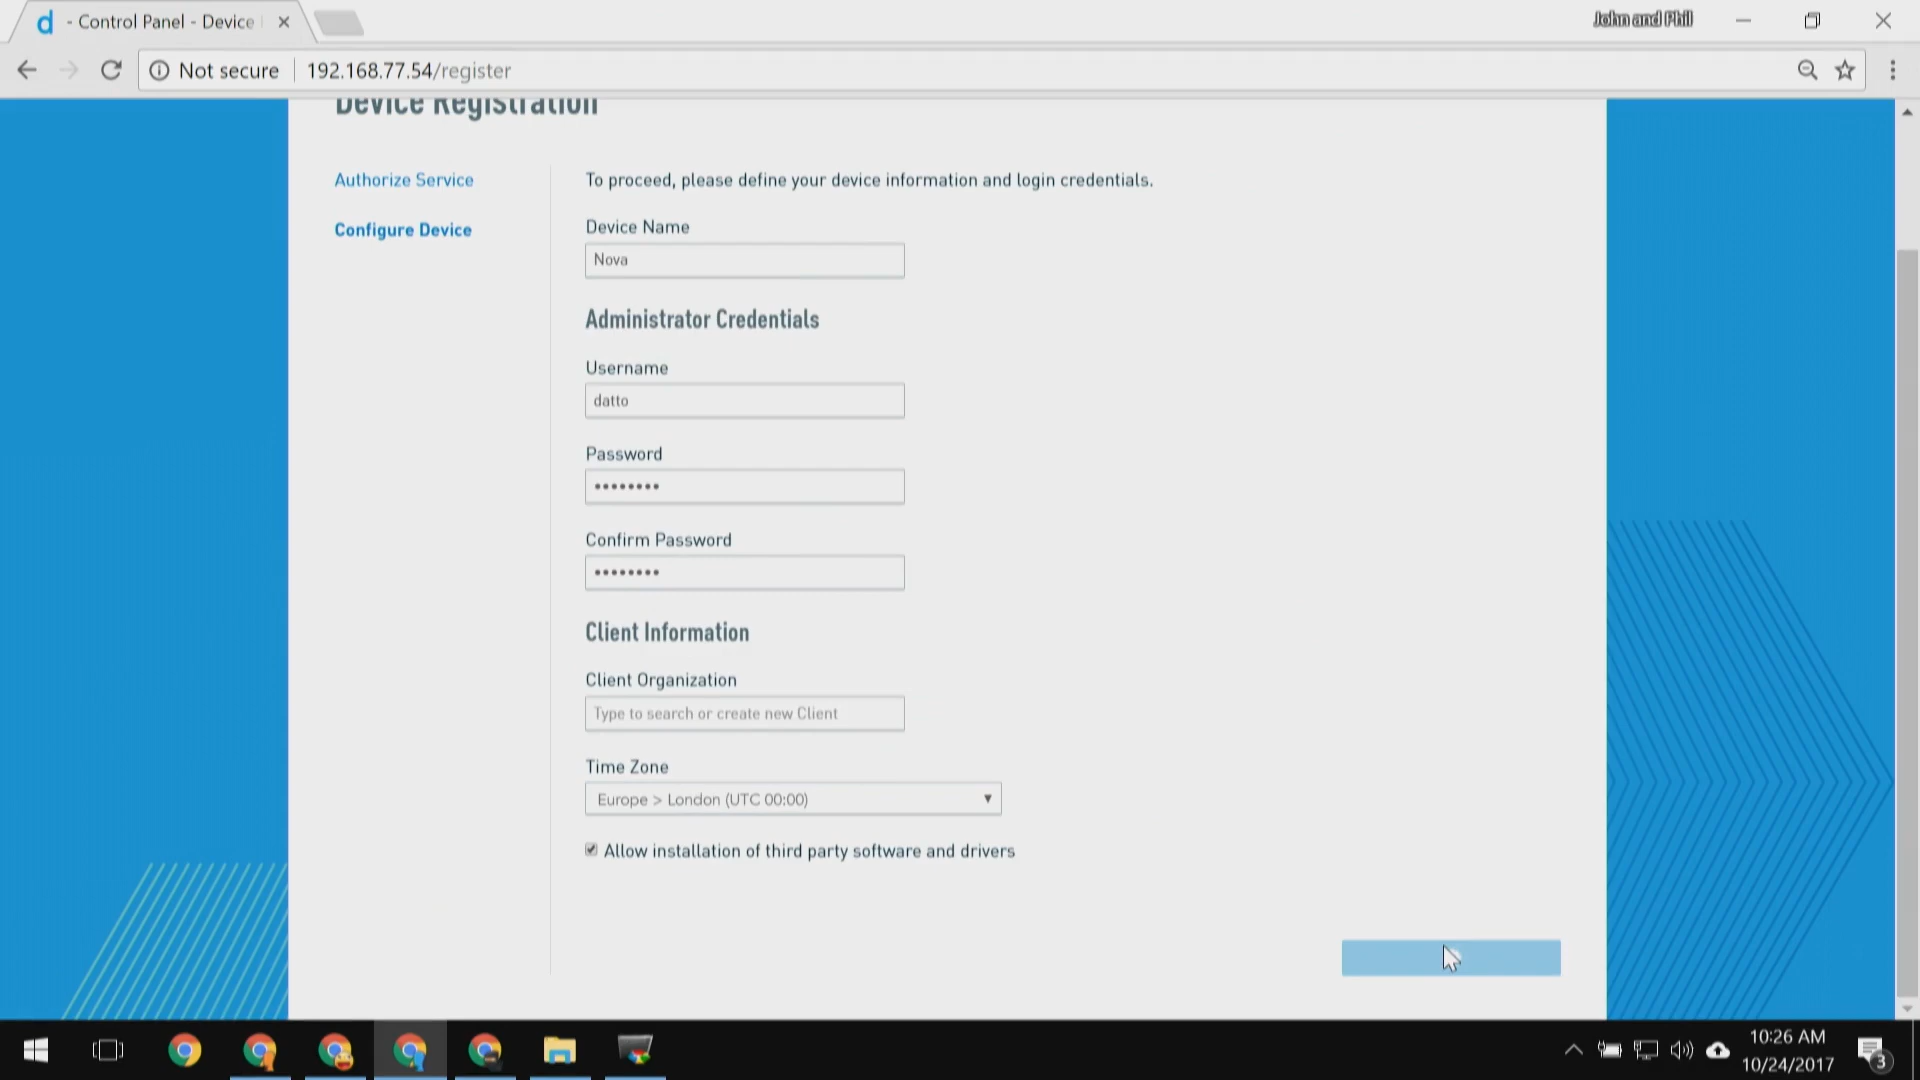 d - Control Panel - Device
John and Phil
Not secure
192.168.77.54/register
Device Registration
Authorize Service
Configure Device
To proceed, please define your device information and login credentials.
Device Name
Nova
Administrator Credentials
Username
datto
Password
••••••••
Confirm Password
••••••••
Client Information
Client Organization
Type to search or create new Client
Time Zone
Europe > London (UTC 00:00)
Allow installation of third party software and drivers
10:26 AM
10/24/2017
3